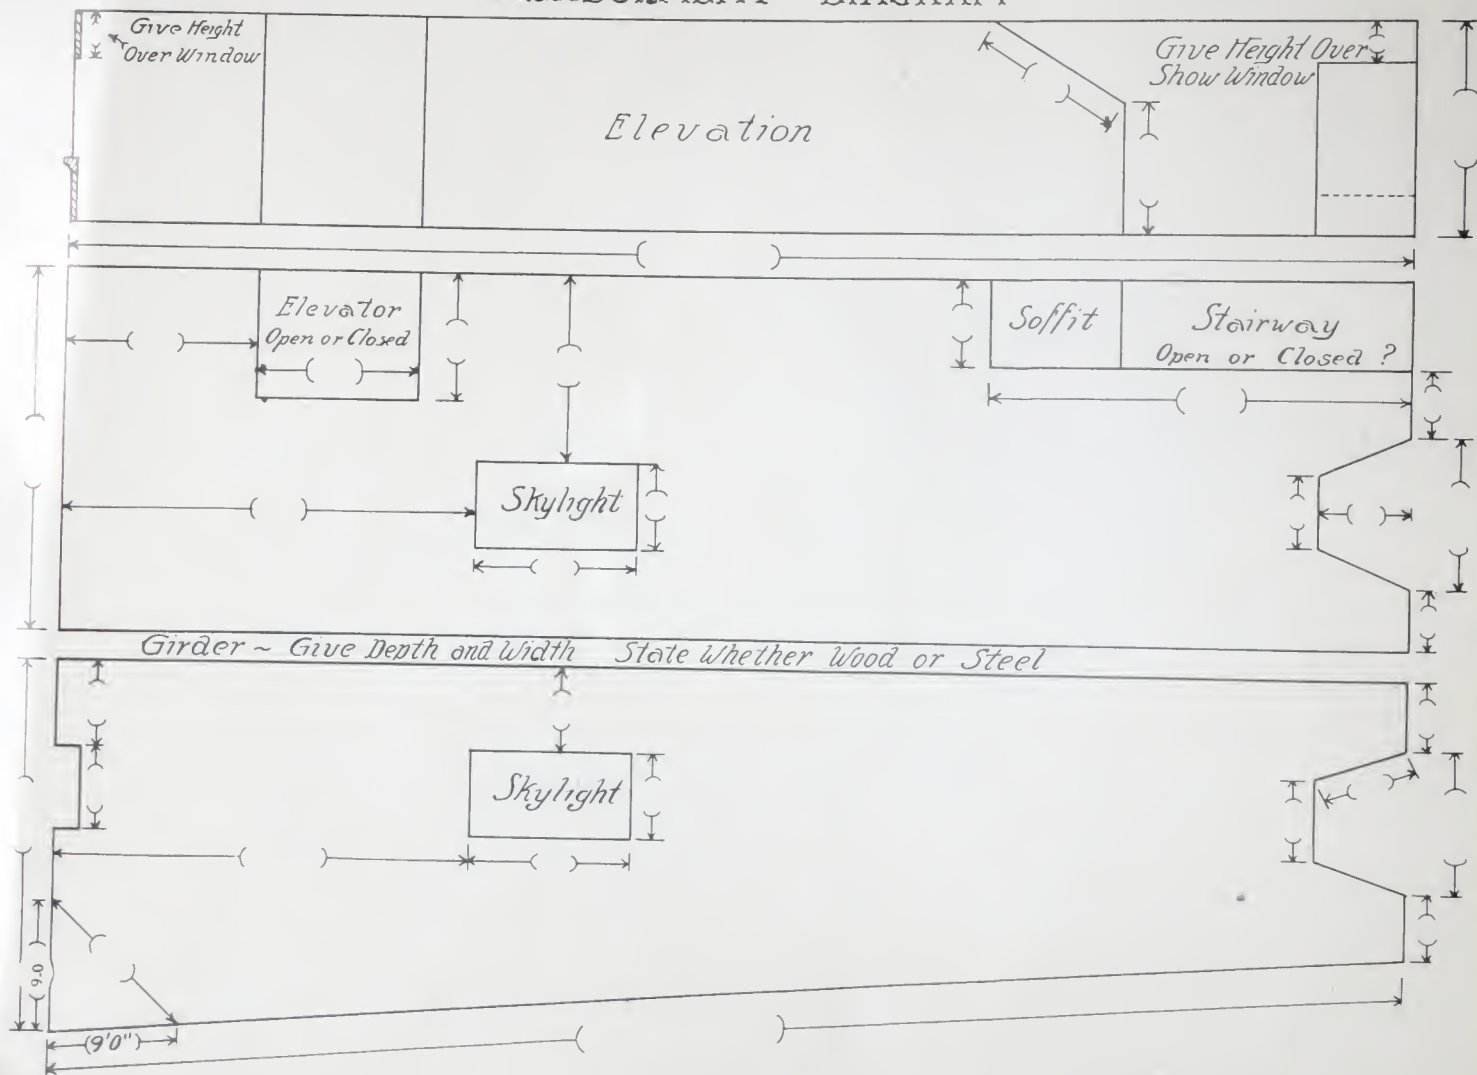 Give Height
Over Window
Give Height Over
Show Window
Elevation
Elevator
Open or Closed
Soffit
Stairway
Open or Closed ?
Skylight
Girder ~ Give Depth and Width State Whether Wood or Steel
Skylight
(9-0)
(9'0")